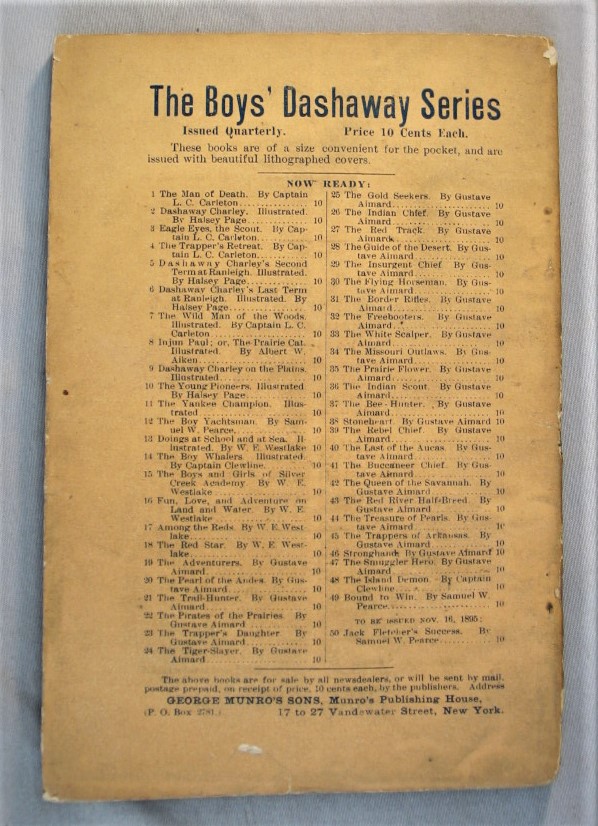 The Boys' Dashaway Series
Issued Quarterly. Price 10 Cents Each.
These books are of a size convenient for the pocket, and are
issued with beautiful lithographed covers.
NOW READY:
1 The Man of Death. By Captain
L. C. Carleton 10
2 Dashaway Charley. Illustrated.
By Halsey Page 10
3 Eagle Eyes, the Scout. By Cap-
tain L. C. Carleton 10
4 The Trapper's Retreat. By Cap-
tain L. C. Carleton 10
5 Dashaway Charley's Second
Term at Ranleigh. Illustrated.
By Halsey Page 10
6 Dashaway Charley's Last Term
at Ranleigh. Illustrated. By
Halsey Page 10
7 The Wild Man of the Woods.
Illustrated. By Captain L. C.
Carleton 10
8 Injun Paul; or, The Prairie Cat.
Illustrated. By Albert W.
Aiken 10
9 Dashaway Charley on the Plains.
Illustrated 10
10 The Young Pioneers. Illustrated.
By Halsey Page 10
11 The Yankee Champion. Illus-
trated 10
12 The Boy Yachtsman. By Sam-
uel W. Pearce 10
13 Doings at School and at Sea. Il-
lustrated. By W. E. Westlake 10
14 The Boy Whalers. Illustrated.
By Captain Clewline 10
15 The Boys and Girls of Silver
Creek Academy. By W. E.
Westlake 10
16 Fun, Love, and Adventure on
Land and Water. By W. E.
Westlake 10
17 Among the Reds. By W. E. West-
lake 10
18 The Red Star. By W. E. West-
lake 10
19 The Adventurers. By Gustave
Aimard 10
20 The Pearl of the Andes. By Gus-
tave Aimard 10
21 The Trail-Hunter. By Gustave
Aimard 10
22 The Pirates of the Prairies. By
Gustave Aimard 10
23 The Trapper's Daughter. By
Gustave Aimard 10
24 The Tiger-Slayer. By Gustave
Aimard 10
25 The Gold Seekers. By Gustave
Aimard 10
26 The Indian Chief. By Gustave
Aimard 10
27 The Red Track. By Gustave
Aimard 10
28 The Guide of the Desert. By Gus-
tave Aimard 10
29 The Insurgent Chief. By Gus-
tave Aimard 10
30 The Flying Horseman. By Gus-
tave Aimard 10
31 The Border Rifles. By Gustave
Aimard 10
32 The Freebooters. By Gustave
Aimard 10
33 The White Scalper. By Gustave
Aimard 10
34 The Missouri Outlaws. By Gus-
tave Aimard 10
35 The Prairie Flower. By Gustave
Aimard 10
36 The Indian Scout. By Gustave
Aimard 10
37 The Bee-Hunter. By Gustave
Aimard 10
38 Stoneheart. By Gustave Aimard 10
39 The Rebel Chief. By Gustave
Aimard 10
40 The Last of the Aucas. By Gus-
tave Aimard 10
41 The Buccaneer Chief. By Gus-
tave Aimard 10
42 The Queen of the Savannah. By
Gustave Aimard 10
43 The Red River Half-Breed. By
Gustave Aimard 10
44 The Treasure of Pearls. By Gus-
tave Aimard 10
45 The Trappers of Arkansas. By
Gustave Aimard 10
46 Stronghand. By Gustave Aimard 10
47 The Smuggler Hero. By Gustave
Aimard 10
48 The Island Demon. By Captain
Clewline 10
49 Bound to Win. By Samuel W.
Pearce 10
TO BE ISSUED NOV. 16, 1895:
50 Jack Fletcher's Success. By
Samuel W. Pearce 10
The above books are for sale by all newsdealers, or will be sent by mail,
postage prepaid, on receipt of price, 10 cents each, by the publishers. Address
GEORGE MUNRO'S SONS, Munro's Publishing House,
(P. O. Box 2781.) 17 to 27 Vandewater Street, New York.